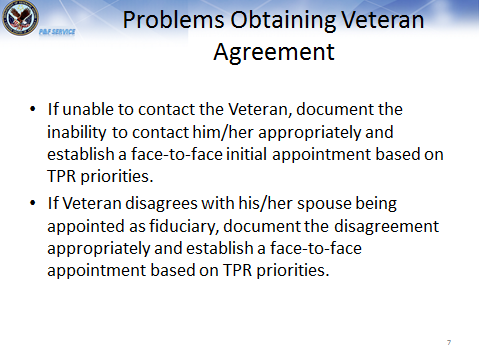 P&F SERVICE
Problems Obtaining Veteran
Agreement
• If unable to contact the Veteran, document the
inability to contact him/her appropriately and
establish a face-to-face initial appointment based on
TPR priorities.
• If Veteran disagrees with his/her spouse being
appointed as fiduciary, document the disagreement
appropriately and establish a face-to-face
appointment based on TPR priorities.
7